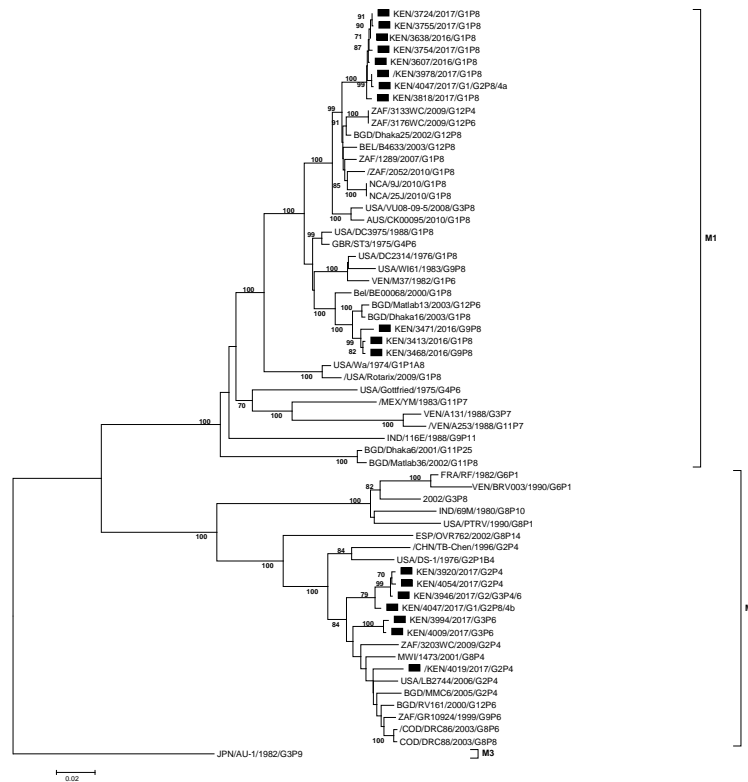 KEN/3724/2017/G1P8
KEN/3755/2017/G1P8
KEN/3638/2016/G1P8
KEN/3754/2017/G1P8
KEN/3607/2016/G1P8
/KEN/3978/2017/G1P8
KEN/4047/2017/G1/G2P8/4a
KEN/3818/2017/G1P8
ZAF/3133WC/2009/G12P4
ZAF/3176WC/2009/G12P6
BGD/Dhaka25/2002/G12P8
BEL/B4633/2003/G12P8
ZAF/1289/2007/G1P8
/ZAF/2052/2010/G1P8
NCA/9J/2010/G1P8
NCA/25J/2010/G1P8
USA/VU08-09-5/2008/G3P8
AUS/CK00095/2010/G1P8
USA/DC3975/1988/G1P8
GBR/ST3/1975/G4P6
USA/DC2314/1976/G1P8
USA/WI61/1983/G9P8
VEN/M37/1982/G1P6
Bel/BE00068/2000/G1P8
BGD/Matlab13/2003/G12P6
BGD/Dhaka16/2003/G1P8
KEN/3471/2016/G9P8
KEN/3413/2016/G1P8
KEN/3468/2016/G9P8
USA/Wa/1974/G1P1A8
/USA/Rotarix/2009/G1P8
USA/Gottfried/1975/G4P6
/MEX/YM/1983/G11P7
VEN/A131/1988/G3P7
/VEN/A253/1988/G11P7
IND/116E/1988/G9P11
BGD/Dhaka6/2001/G11P25
BGD/Matlab36/2002/G11P8
FRA/RF/1982/G6P1
VEN/BRV003/1990/G6P1
2002/G3P8
IND/69M/1980/G8P10
USA/PTRV/1990/G8P1
ESP/OVR762/2002/G8P14
/CHN/TB-Chen/1996/G2P4
USA/DS-1/1976/G2P1B4
KEN/3920/2017/G2P4
KEN/4054/2017/G2P4
KEN/3946/2017/G2/G3P4/6
KEN/4047/2017/G1/G2P8/4b
KEN/3994/2017/G3P6
KEN/4009/2017/G3P6
ZAF/3203WC/2009/G2P4
MWI/1473/2001/G8P4
/KEN/4019/2017/G2P4
USA/LB2744/2006/G2P4
BGD/MMC6/2005/G2P4
BGD/RV161/2000/G12P6
ZAF/GR10924/1999/G9P6
/COD/DRC86/2003/G8P6
COD/DRC88/2003/G8P8
JPN/AU-1/1982/G3P9
M1
M
M3
91
90
71
87
99
100
99
100
91
100
85
100
100
99
100
100
100
100
100
99
82
100
100
70
100
100
100
100
82
100
100
84
100
70
99
79
84
100
100
0.02